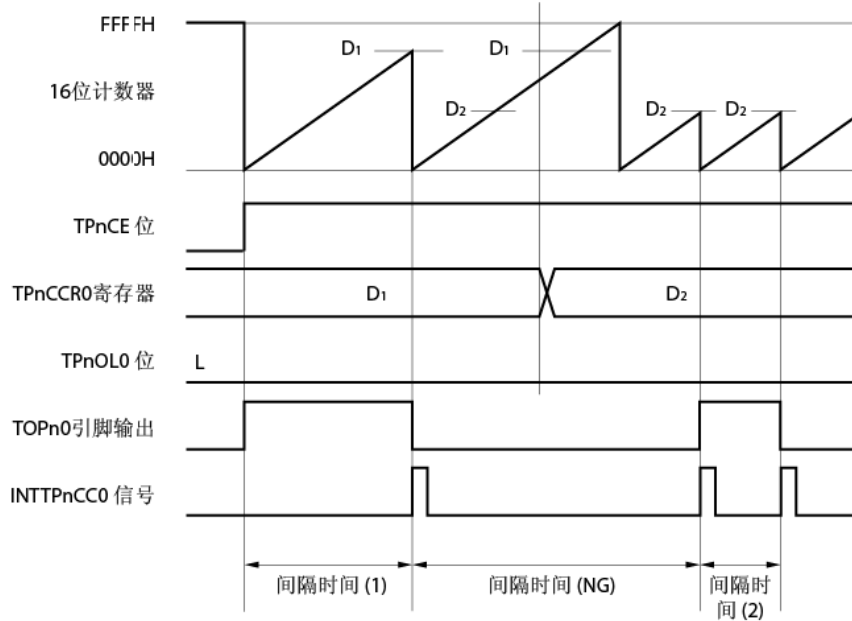 FFFFH
D1
D1
16位计数器
D2
D2
D2
0000H
TPnCE 位
TPnCCR0寄存器
D1
D2
TPnOL0 位
L
TOPn0引脚输出
INTTPnCC0 信号
间隔时间 (1)
间隔时间 (NG)
间隔时
间 (2)